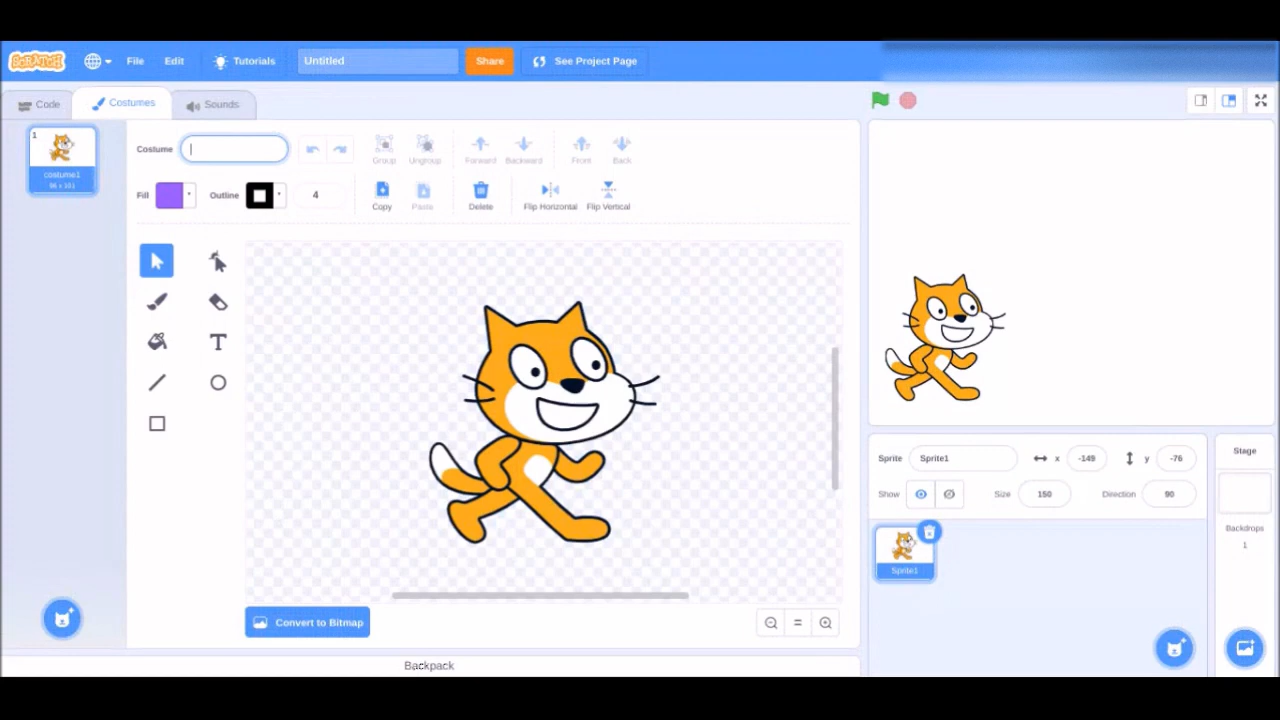 SCRATCH File Edit Tutorials Untitled Share See Project Page
Code Costumes Sounds
1
costume1
Costume Group Ungroup Forward Backward Front Back
Fill Outline 4 Copy Paste Delete Flip Horizontal Flip Vertical
T
Convert to Bitmap =
Backpack
Sprite Sprite1 x -149 y -76
Show Size 150 Direction 90
Sprite1
Stage
Backdrops
1